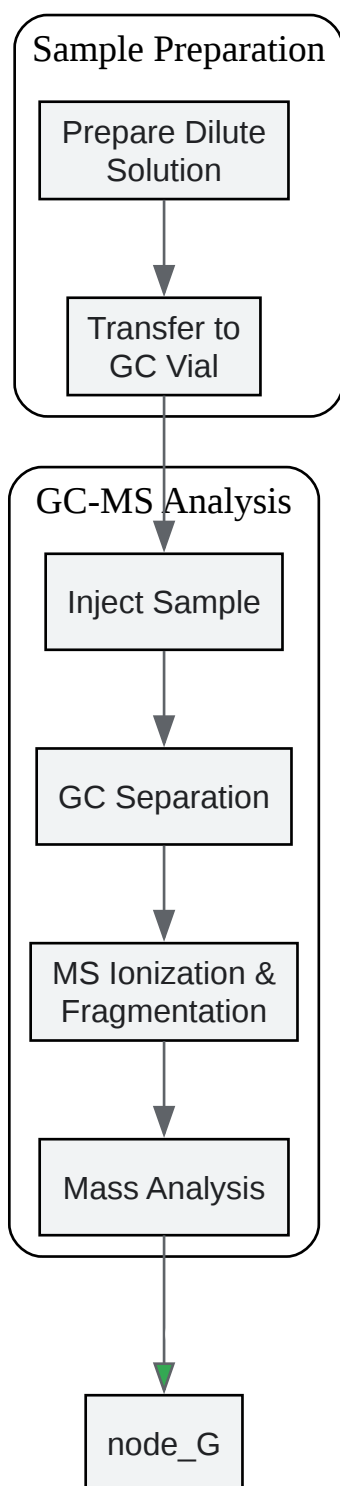 Sample Preparation
Prepare Dilute
Solution
Transfer to
GC Vial
GC-MS Analysis
Inject Sample
GC Separation
MS Ionization &
Fragmentation
Mass Analysis
node_G